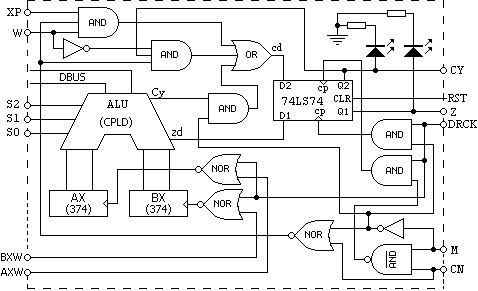 XP
W
AND
AND
OR
cd
CY
DBUS
Cy
S2
S1
S0
ALU
(CPLD)
zd
AND
D2
cp
Q2
74LS74
CLR
D1
cp
Q1
RST
Z
DRCK
AND
AND
AX
(374)
BX
(374)
NOR
NOR
NOR
BXW
AXW
AND
M
CN